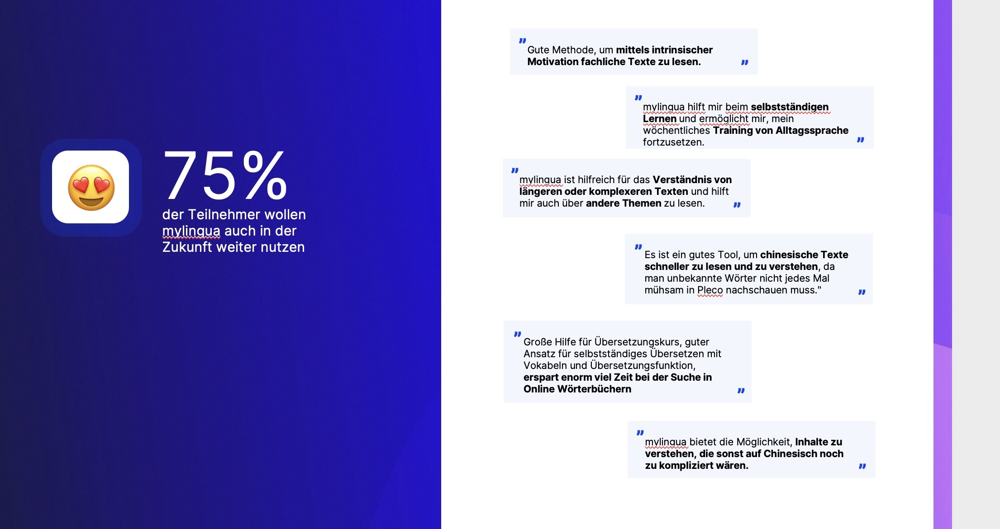 75%
der Teilnehmer wollen
mylingua auch in der
Zukunft weiter nutzen
"
Gute Methode, um mittels intrinsischer
Motivation fachliche Texte zu lesen.
"
"
mylingua hilft mir beim selbstständigen
Lernen und ermöglicht mir, mein
wöchentliches Training von Alltagssprache
fortzusetzen.
"
"
mylingua ist hilfreich für das Verständnis von
längeren oder komplexeren Texten und hilft
mir auch über andere Themen zu lesen.
"
"
Es ist ein gutes Tool, um chinesische Texte
schneller zu lesen und zu verstehen, da
man unbekannte Wörter nicht jedes Mal
mühsam in Pleco nachschauen muss."
"
"
Große Hilfe für Übersetzungskurs, guter
Ansatz für selbstständiges Übersetzen mit
Vokabeln und Übersetzungsfunktion,
erspart enorm viel Zeit bei der Suche in
Online Wörterbüchern
"
"
mylingua bietet die Möglichkeit, Inhalte zu
verstehen, die sonst auf Chinesisch noch
zu kompliziert wären.
"